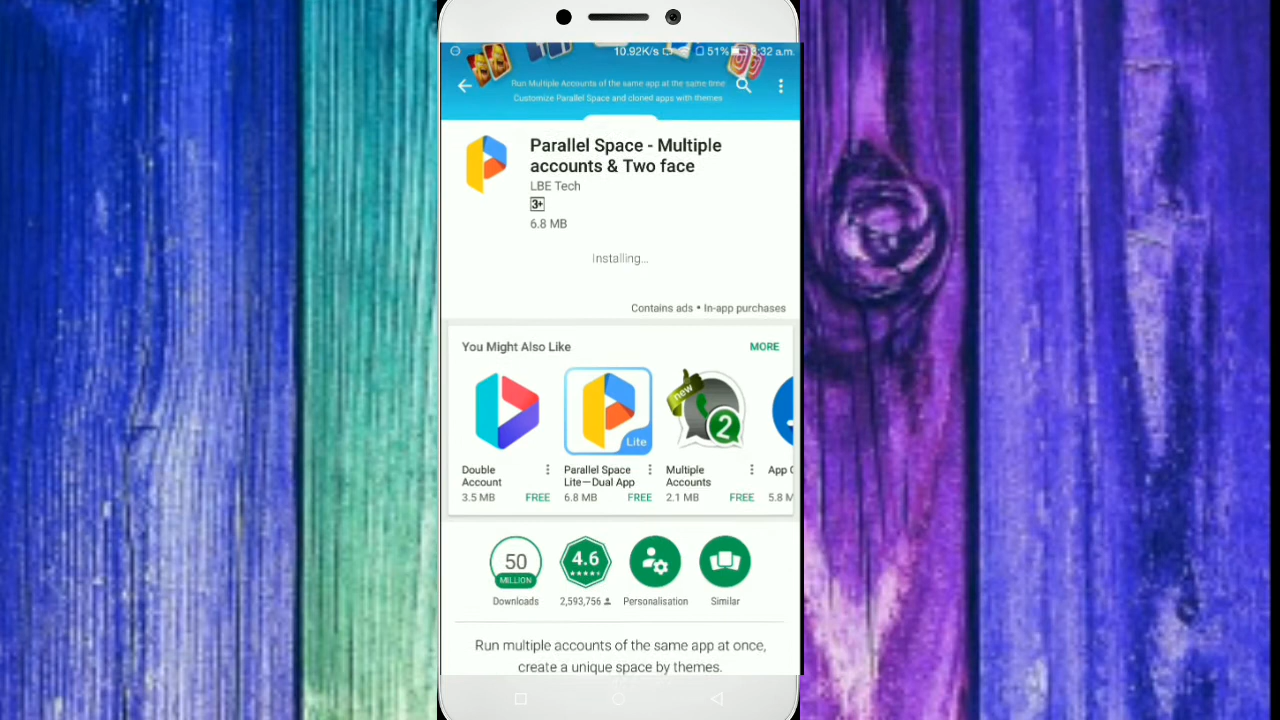 10.92K/s 51% 8:32 a.m.
Run Multiple Accounts of the same app at the same time
Customize Parallel Space and cloned apps with themes
Parallel Space - Multiple
accounts & Two face
LBE Tech
3+
6.8 MB
Installing...
Contains ads • In-app purchases
You Might Also Like
MORE
Lite
new
2
Double
Account
3.5 MB FREE
Parallel Space
Lite—Dual App
6.8 MB FREE
Multiple
Accounts
2.1 MB FREE
App
5.8 M
50
MILLION
Downloads
4.6
2,593,756
Personalisation
Similar
Run multiple accounts of the same app at once,
create a unique space by themes.